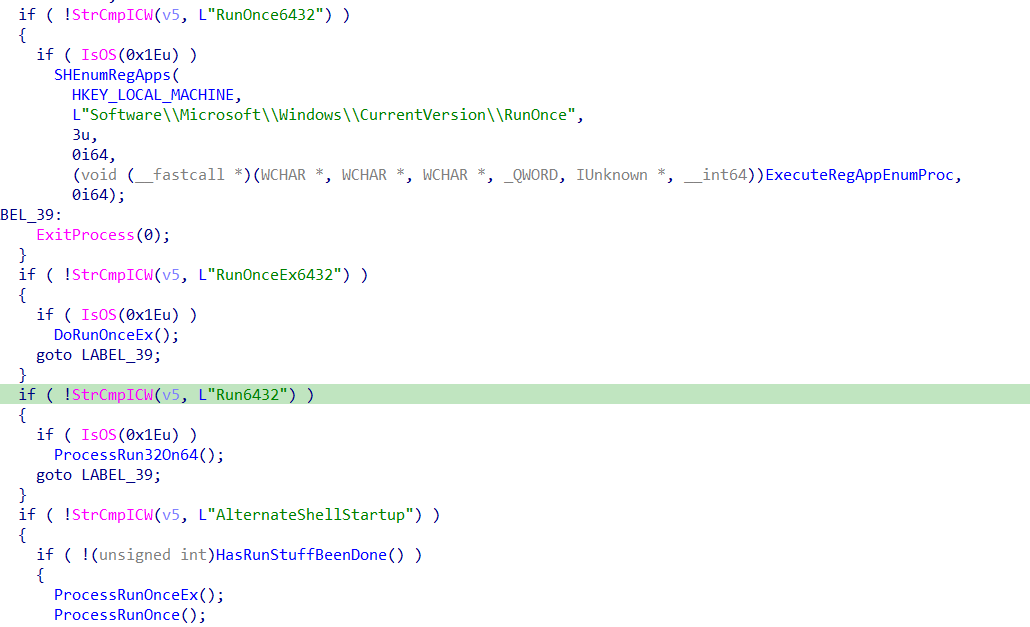 if ( !StrCmpICW(v5, L"RunOnce6432") )
{
if ( IsOS(0x1Eu) )
SHEnumRegApps(
HKEY_LOCAL_MACHINE,
L"Software\\Microsoft\\Windows\\CurrentVersion\\RunOnce",
3u,
0i64,
(void (__fastcall *)(WCHAR *, WCHAR *, WCHAR *, _QWORD, IUnknown *, __int64))ExecuteRegAppEnumProc,
0i64);
BEL_39:
ExitProcess(0);
}
if ( !StrCmpICW(v5, L"RunOnceEx6432") )
{
if ( IsOS(0x1Eu) )
DoRunOnceEx();
goto LABEL_39;
}
if ( !StrCmpICW(v5, L"Run6432") )
{
if ( IsOS(0x1Eu) )
ProcessRun32On64();
goto LABEL_39;
}
if ( !StrCmpICW(v5, L"AlternateShellStartup") )
{
if ( !(unsigned int)HasRunStuffBeenDone() )
{
ProcessRunOnceEx();
ProcessRunOnce();